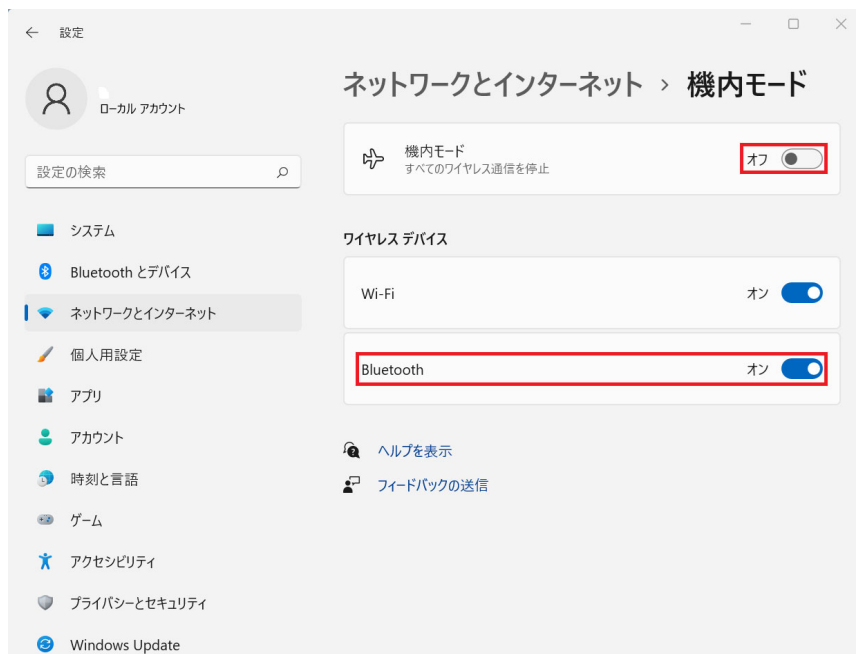 設定
ローカル アカウント
設定の検索
システム
Bluetooth とデバイス
ネットワークとインターネット
個人用設定
アプリ
アカウント
時刻と言語
ゲーム
アクセシビリティ
プライバシーとセキュリティ
Windows Update
ネットワークとインターネット › 機内モード
機内モード
すべてのワイヤレス通信を停止
オフ
ワイヤレス デバイス
Wi-Fi オン
Bluetooth オン
ヘルプを表示
フィードバックの送信